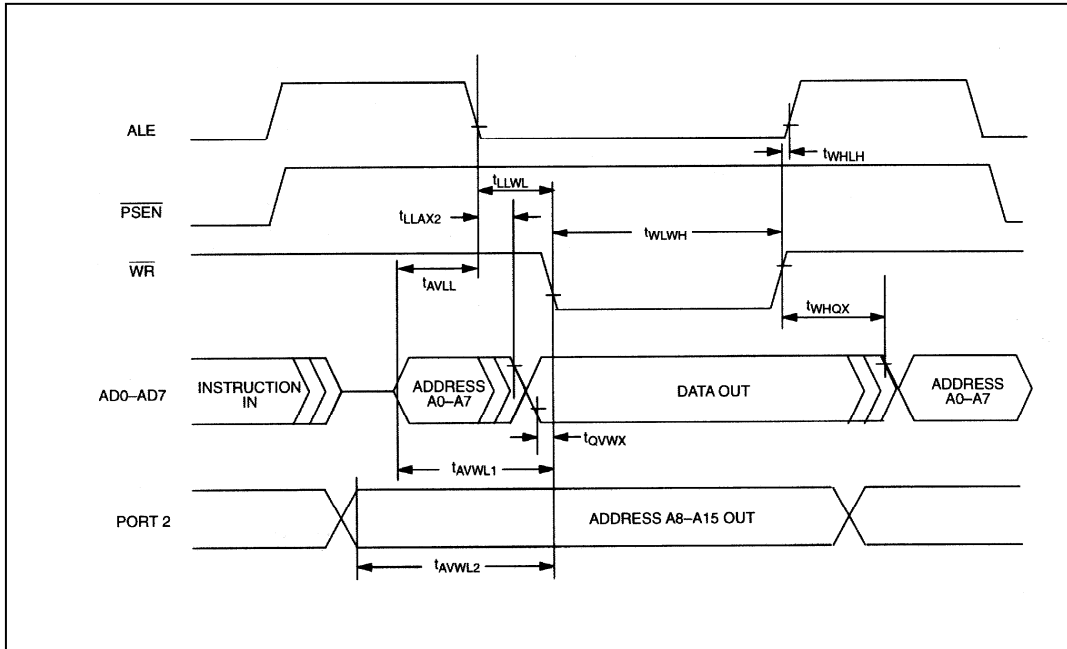 ALE
tWHLH
tLLWL
PSEN
tLLAX2
tWLWH
WR
tAVLL
tWHQX
AD0–AD7
INSTRUCTION
IN
ADDRESS
A0–A7
DATA OUT
ADDRESS
A0–A7
tQVWX
tAVWL1
PORT 2
ADDRESS A8–A15 OUT
tAVWL2